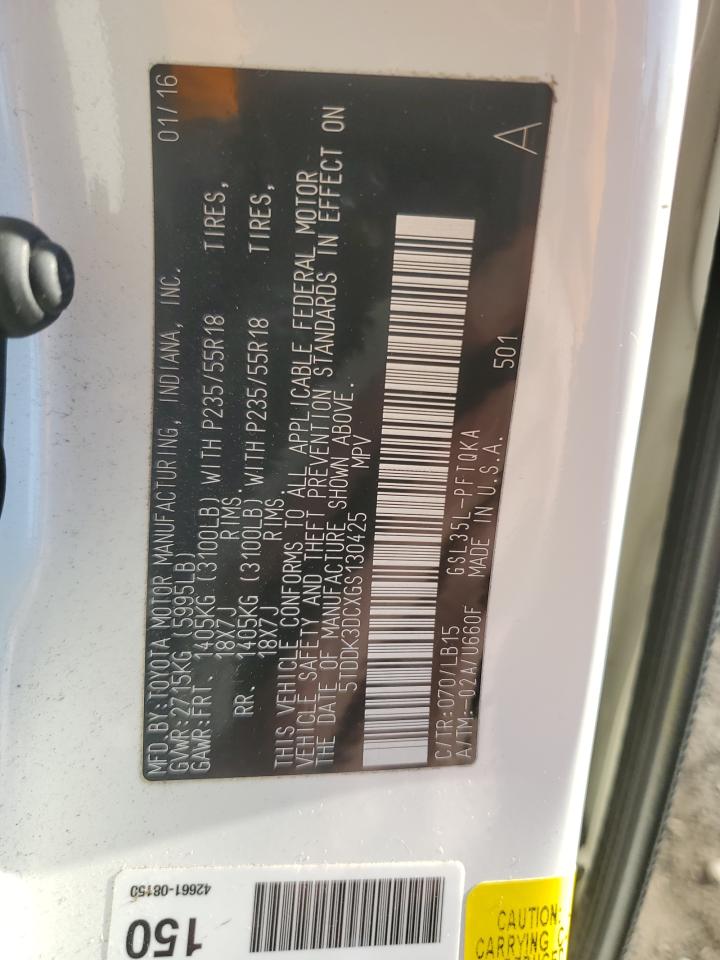 MFD BY:TOYOTA MOTOR MANUFACTURING, INDIANA, INC. 01/16
GVWR:2715KG (5995LB)
GAWR:FRT. 1405KG (3100LB) WITH P235/55R18 TIRES,
18X7J RIMS.
RR. 1405KG (3100LB) WITH P235/55R18 TIRES,
18X7J RIMS
THIS VEHICLE CONFORMS TO ALL APPLICABLE FEDERAL MOTOR
VEHICLE SAFETY AND THEFT PREVENTION STANDARDS IN EFFECT ON
THE DATE OF MANUFACTURE SHOWN ABOVE.
5TDDK3DCXGS130425 MPV
C/TR:070/LB15 GSL35L-PFTQKA 501 A
A/TM:-02A/U660F MADE IN U.S.A.
150
42661-08150
CAUTION:
CARRYING